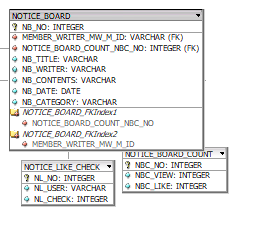 NOTICE_BOARD
NB_NO: INTEGER
MEMBER_WRITER_MW_M_ID: VARCHAR (FK)
NOTICE_BOARD_COUNT_NBC_NO: INTEGER (FK)
NB_TITLE: VARCHAR
NB_WRITER: VARCHAR
NB_CONTENTS: VARCHAR
NB_DATE: DATE
NB_CATEGORY: VARCHAR
NOTICE_BOARD_FKIndex1
NOTICE_BOARD_COUNT_NBC_NO
NOTICE_BOARD_FKIndex2
MEMBER_WRITER_MW_M_ID
NOTICE_LIKE_CHECK
NL_NO: INTEGER
NL_USER: VARCHAR
NL_CHECK: INTEGER
NOTICE_BOARD_COUNT
NBC_NO: INTEGER
NBC_VIEW: INTEGER
NBC_LIKE: INTEGER